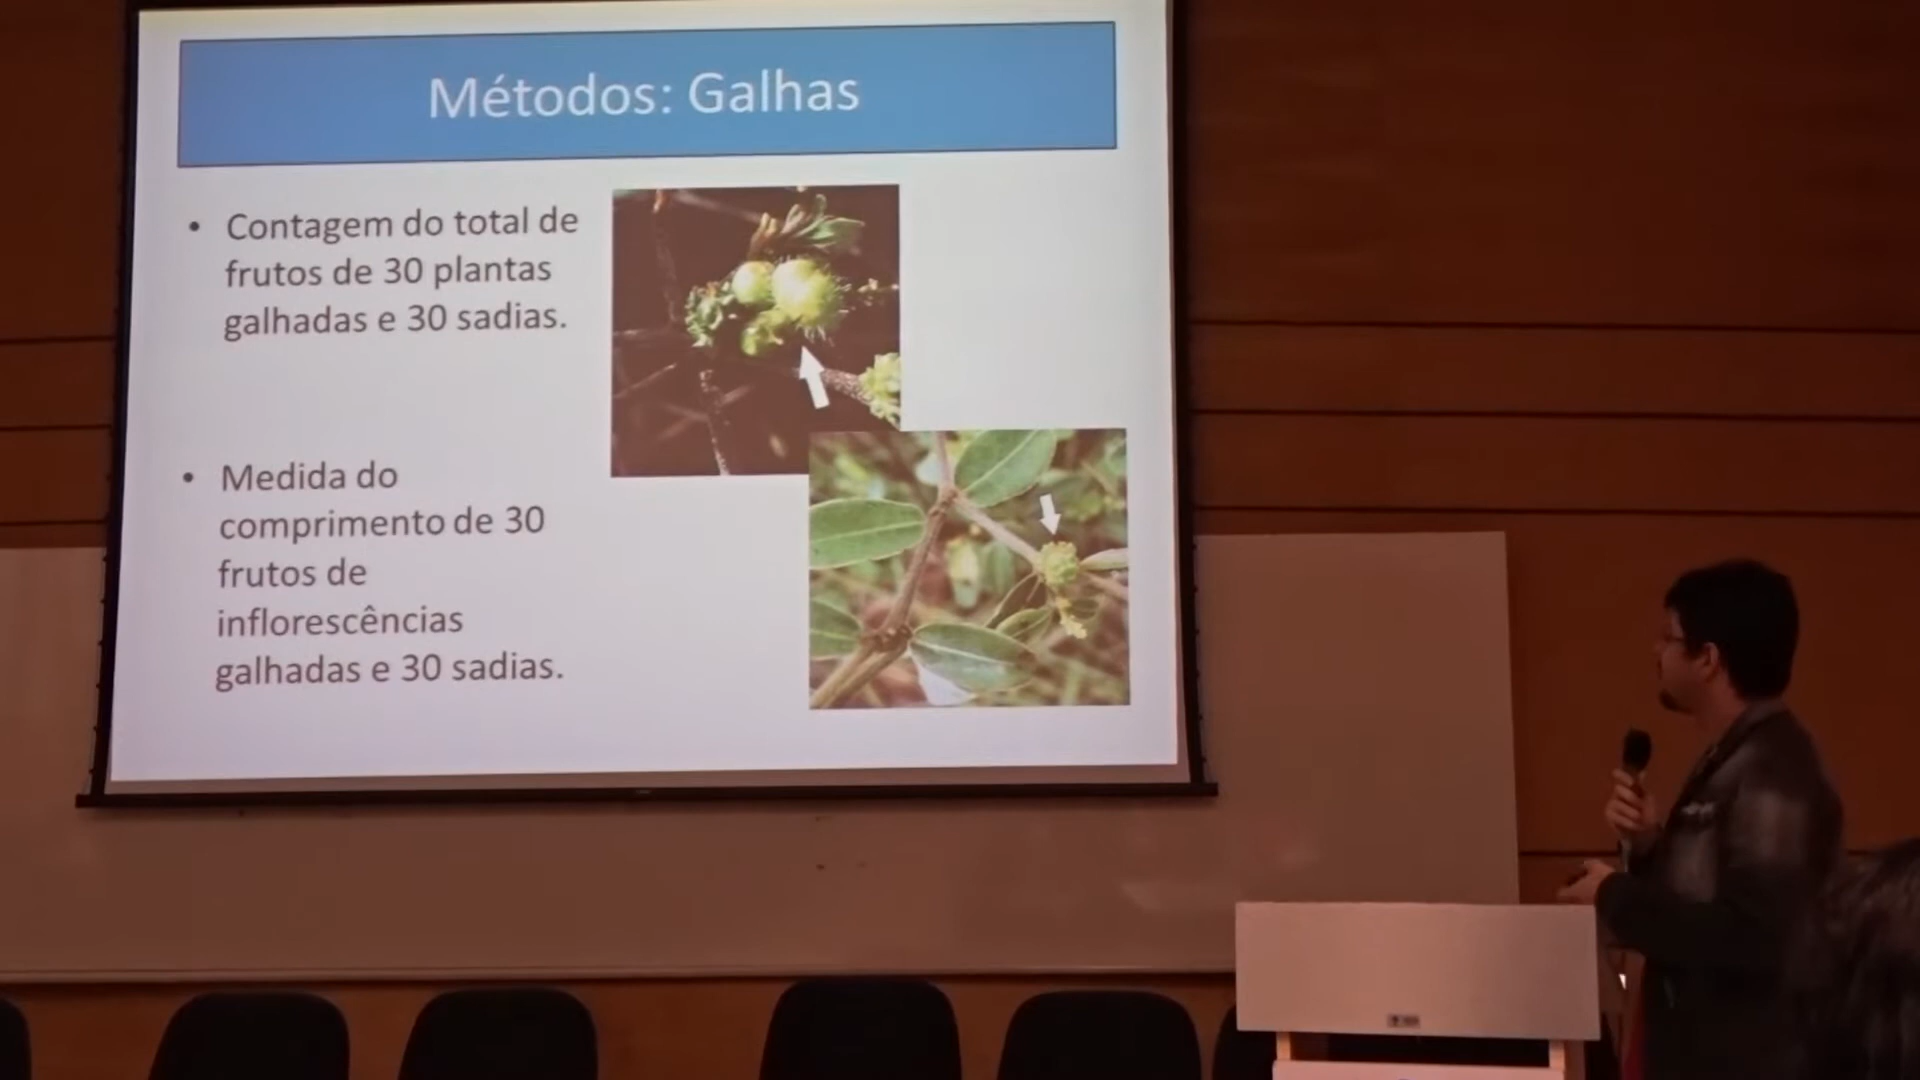 Métodos: Galhas
• Contagem do total de
frutos de 30 plantas
galhadas e 30 sadias.
• Medida do
comprimento de 30
frutos de
inflorescências
galhadas e 30 sadias.